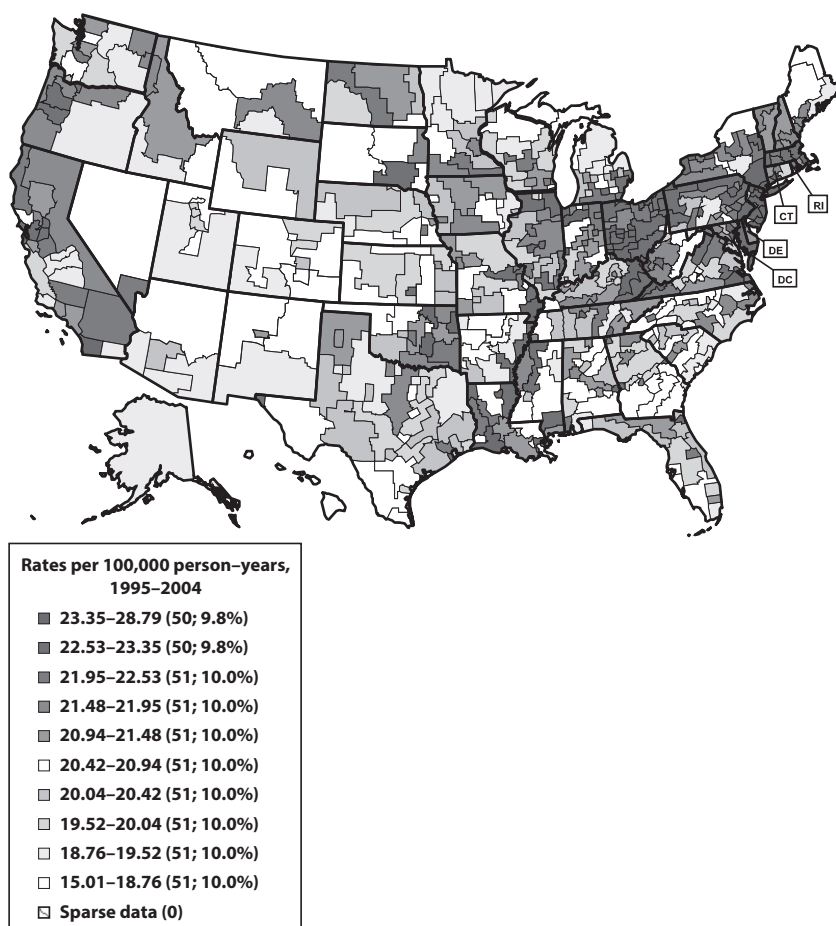 CT
RI
DE
DC
Rates per 100,000 person–years,
1995–2004
23.35–28.79 (50; 9.8%)
22.53–23.35 (50; 9.8%)
21.95–22.53 (51; 10.0%)
21.48–21.95 (51; 10.0%)
20.94–21.48 (51; 10.0%)
20.42–20.94 (51; 10.0%)
20.04–20.42 (51; 10.0%)
19.52–20.04 (51; 10.0%)
18.76–19.52 (51; 10.0%)
15.01–18.76 (51; 10.0%)
Sparse data (0)